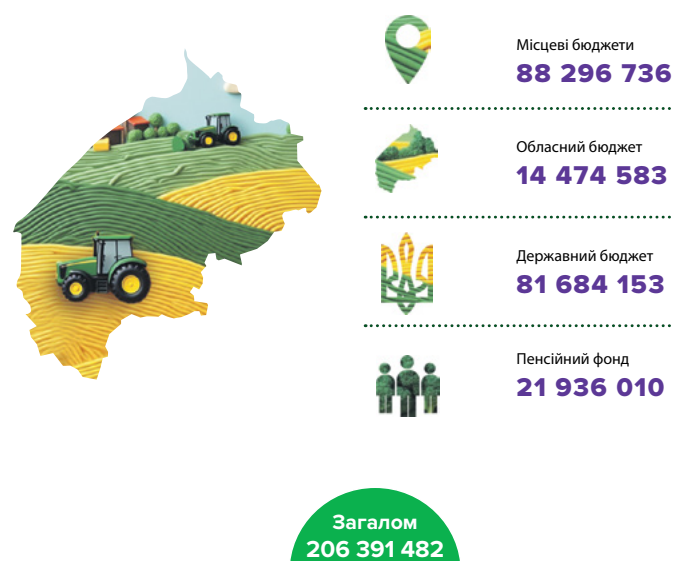 Місцеві бюджети
88 296 736
Обласний бюджет
14 474 583
Державний бюджет
81 684 153
Пенсійний фонд
21 936 010
Загалом
206 391 482